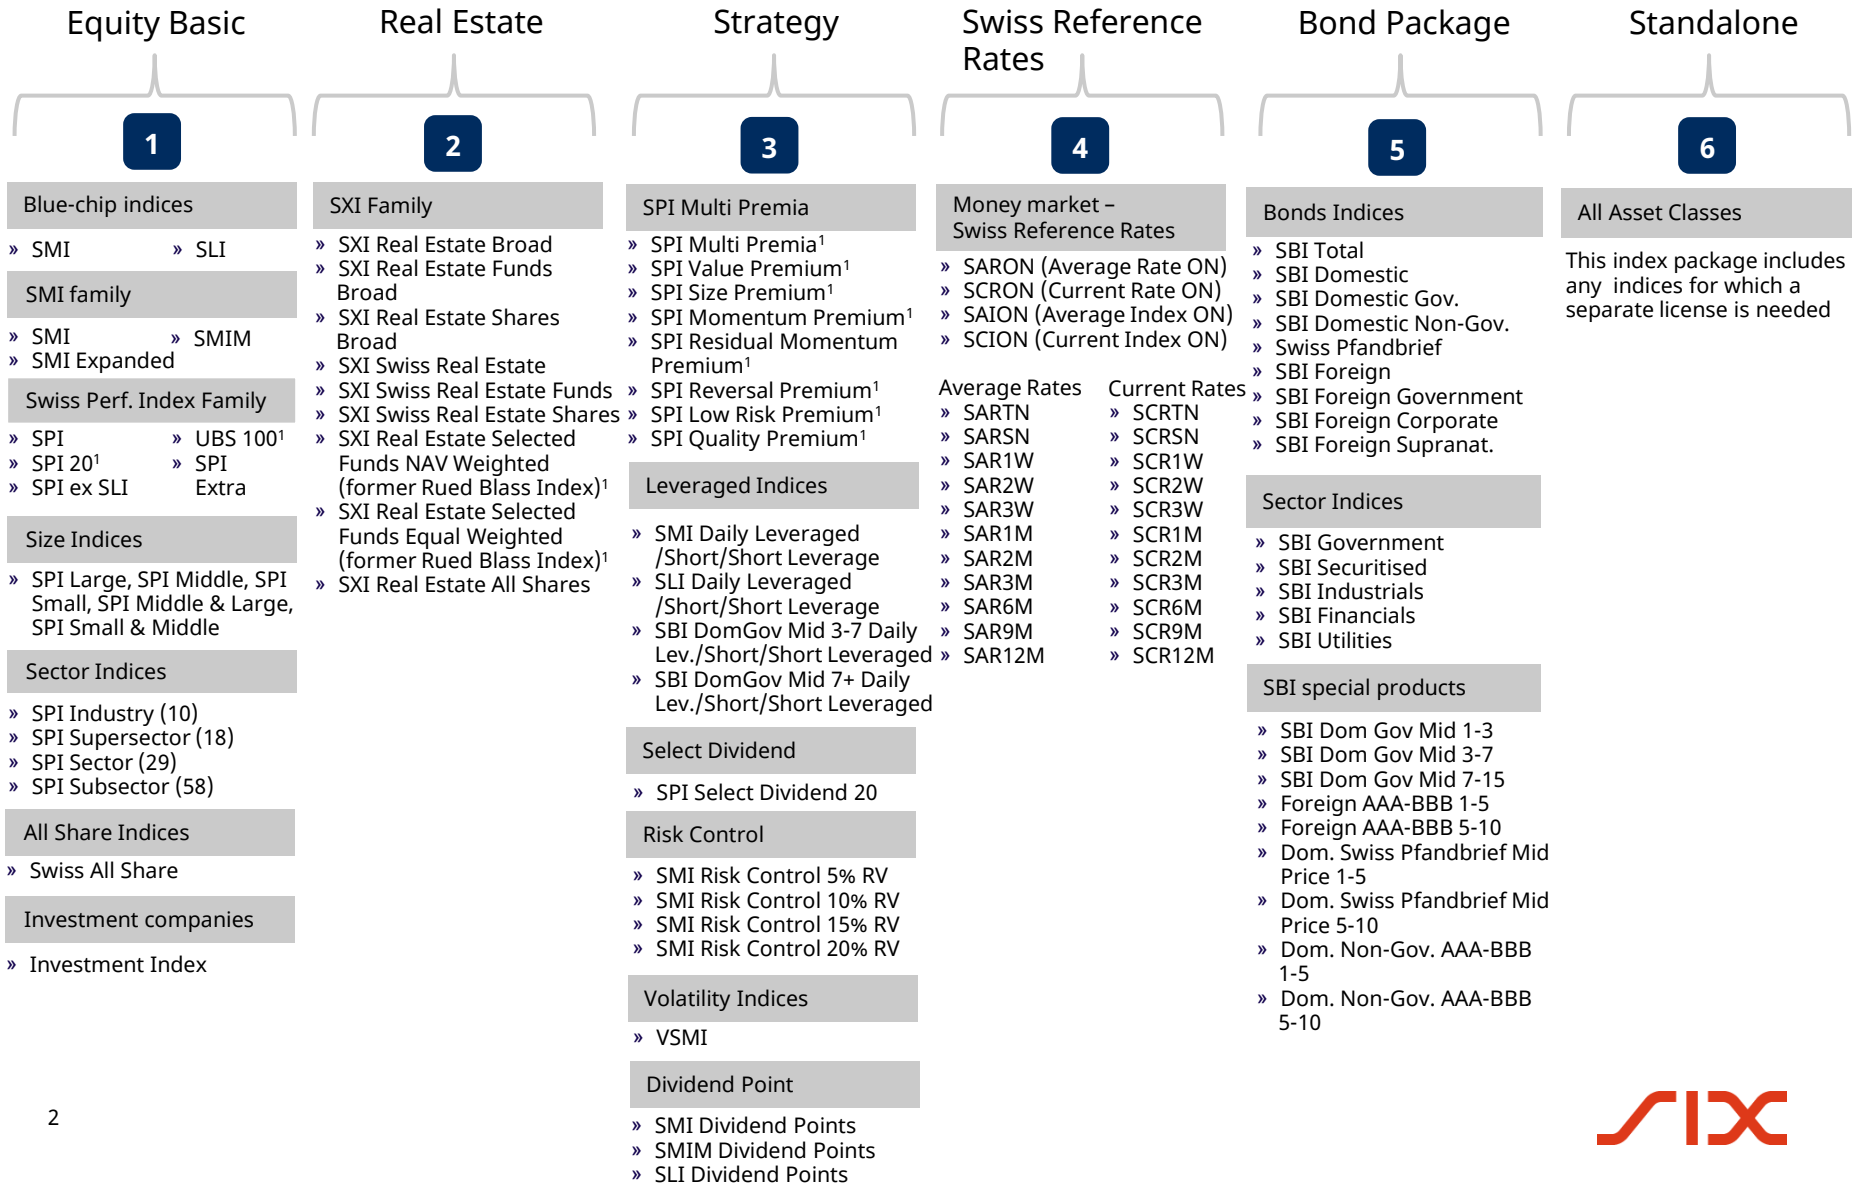 Equity Basic
1
Blue-chip indices
» SMI
» SLI
SMI family
» SMI
» SMIM
» SMI Expanded
Swiss Perf. Index Family
» SPI
» SPI 20¹
» SPI ex SLI
» UBS 100¹
» SPI
Extra
Size Indices
» SPI Large, SPI Middle, SPI
Small, SPI Middle & Large,
SPI Small & Middle
Sector Indices
» SPI Industry (10)
» SPI Supersector (18)
» SPI Sector (29)
» SPI Subsector (58)
All Share Indices
» Swiss All Share
Investment companies
» Investment Index
Real Estate
2
SXI Family
» SXI Real Estate Broad
» SXI Real Estate Funds
Broad
» SXI Real Estate Shares
Broad
» SXI Swiss Real Estate
» SXI Swiss Real Estate Funds
» SXI Swiss Real Estate Shares
» SXI Real Estate Selected
Funds NAV Weighted
(former Rued Blass Index)¹
» SXI Real Estate Selected
Funds Equal Weighted
(former Rued Blass Index)¹
» SXI Real Estate All Shares
Strategy
3
SPI Multi Premia
» SPI Multi Premia¹
» SPI Value Premium¹
» SPI Size Premium¹
» SPI Momentum Premium¹
» SPI Residual Momentum
Premium¹
» SPI Reversal Premium¹
» SPI Low Risk Premium¹
» SPI Quality Premium¹
Leveraged Indices
» SMI Daily Leveraged
/Short/Short Leverage
» SLI Daily Leveraged
/Short/Short Leverage
» SBI DomGov Mid 3-7 Daily
Lev./Short/Short Leveraged
» SBI DomGov Mid 7+ Daily
Lev./Short/Short Leveraged
Select Dividend
» SPI Select Dividend 20
Risk Control
» SMI Risk Control 5% RV
» SMI Risk Control 10% RV
» SMI Risk Control 15% RV
» SMI Risk Control 20% RV
Volatility Indices
» VSMI
Dividend Point
» SMI Dividend Points
» SMIM Dividend Points
» SLI Dividend Points
Swiss Reference
Rates
4
Money market –
Swiss Reference Rates
» SARON (Average Rate ON)
» SCRON (Current Rate ON)
» SAION (Average Index ON)
» SCION (Current Index ON)
Average Rates
» SARTN
» SARSN
» SAR1W
» SAR2W
» SAR3W
» SAR1M
» SAR2M
» SAR3M
» SAR6M
» SAR9M
» SAR12M
Current Rates
» SCRTN
» SCRSN
» SCR1W
» SCR2W
» SCR3W
» SCR1M
» SCR2M
» SCR3M
» SCR6M
» SCR9M
» SCR12M
Bond Package
5
Bonds Indices
» SBI Total
» SBI Domestic
» SBI Domestic Gov.
» SBI Domestic Non-Gov.
» Swiss Pfandbrief
» SBI Foreign
» SBI Foreign Government
» SBI Foreign Corporate
» SBI Foreign Supranat.
Sector Indices
» SBI Government
» SBI Securitised
» SBI Industrials
» SBI Financials
» SBI Utilities
SBI special products
» SBI Dom Gov Mid 1-3
» SBI Dom Gov Mid 3-7
» SBI Dom Gov Mid 7-15
» Foreign AAA-BBB 1-5
» Foreign AAA-BBB 5-10
» Dom. Swiss Pfandbrief Mid
Price 1-5
» Dom. Swiss Pfandbrief Mid
Price 5-10
» Dom. Non-Gov. AAA-BBB
1-5
» Dom. Non-Gov. AAA-BBB
5-10
Standalone
6
All Asset Classes
This index package includes
any  indices for which a
separate license is needed
2
SIX